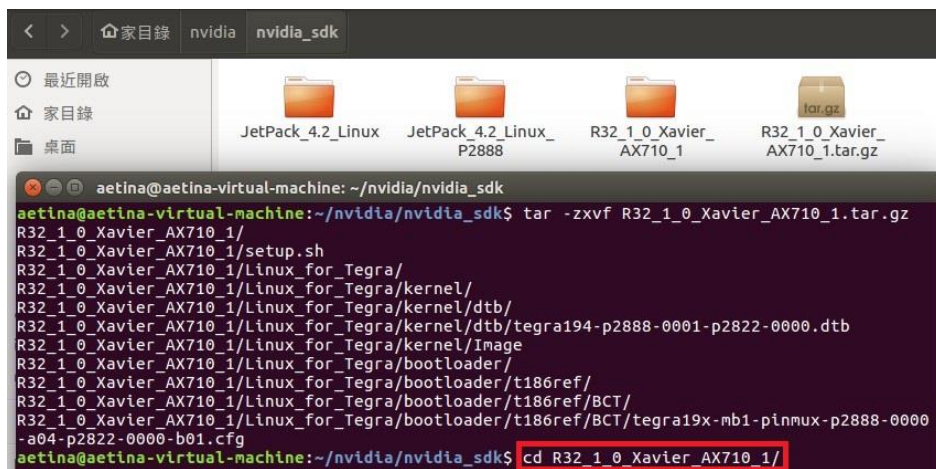 家目錄 nvidia nvidia_sdk
最近開啟
家目錄
桌面
JetPack_4.2_Linux
JetPack_4.2_Linux_
P2888
R32_1_0_Xavier_
AX710_1
tar.gz
R32_1_0_Xavier_
AX710_1.tar.gz
aetina@aetina-virtual-machine: ~/nvidia/nvidia_sdk
aetina@aetina-virtual-machine:~/nvidia/nvidia_sdk$ tar -zxvf R32_1_0_Xavier_AX710_1.tar.gz
R32_1_0_Xavier_AX710_1/
R32_1_0_Xavier_AX710_1/setup.sh
R32_1_0_Xavier_AX710_1/Linux_for_Tegra/
R32_1_0_Xavier_AX710_1/Linux_for_Tegra/kernel/
R32_1_0_Xavier_AX710_1/Linux_for_Tegra/kernel/dtb/
R32_1_0_Xavier_AX710_1/Linux_for_Tegra/kernel/dtb/tegra194-p2888-0001-p2822-0000.dtb
R32_1_0_Xavier_AX710_1/Linux_for_Tegra/kernel/Image
R32_1_0_Xavier_AX710_1/Linux_for_Tegra/bootloader/
R32_1_0_Xavier_AX710_1/Linux_for_Tegra/bootloader/t186ref/
R32_1_0_Xavier_AX710_1/Linux_for_Tegra/bootloader/t186ref/BCT/
R32_1_0_Xavier_AX710_1/Linux_for_Tegra/bootloader/t186ref/BCT/tegra19x-mb1-pinmux-p2888-0000
-a04-p2822-0000-b01.cfg
aetina@aetina-virtual-machine:~/nvidia/nvidia_sdk$ cd R32_1_0_Xavier_AX710_1/